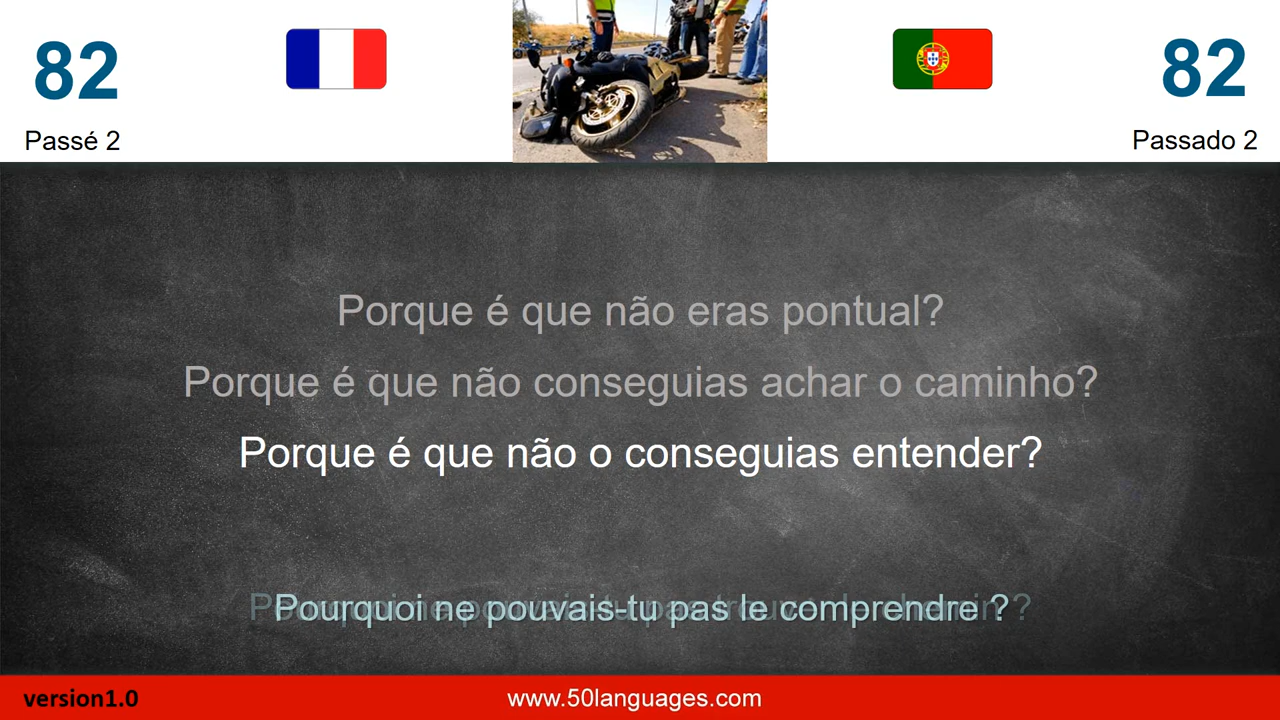 82
82
Passé 2
Passado 2
Porque é que não eras pontual?
Porque é que não conseguias achar o caminho?
Porque é que não o conseguias entender?
Pourquoi ne pouvais-tu pas le comprendre ?
version1.0
www.50languages.com